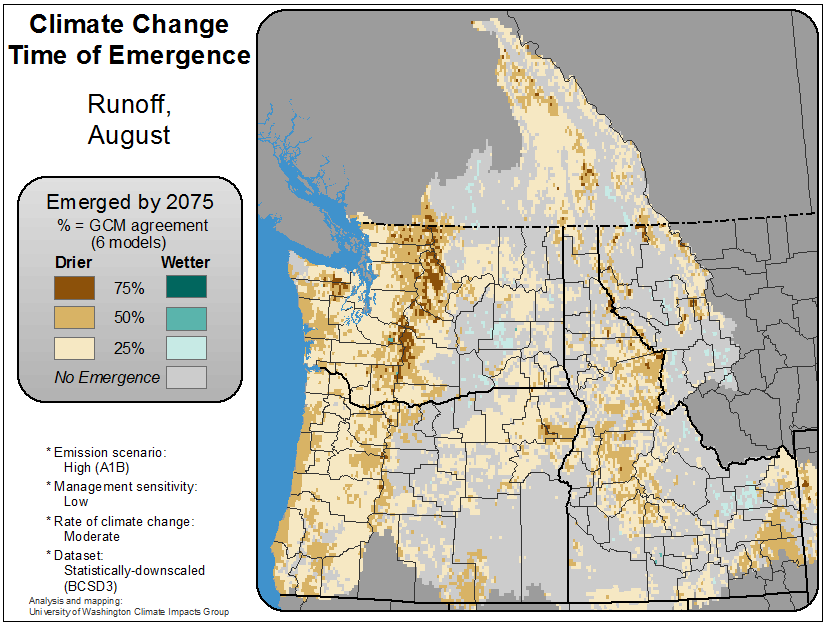 Climate Change
Time of Emergence
Runoff,
August
Emerged by 2075
% = GCM agreement
(6 models)
Drier Wetter
75%
50%
25%
No Emergence
* Emission scenario:
High (A1B)
* Management sensitivity:
Low
* Rate of climate change:
Moderate
* Dataset:
Statistically-downscaled
(BCSD3)
Analysis and mapping:
University of Washington Climate Impacts Group